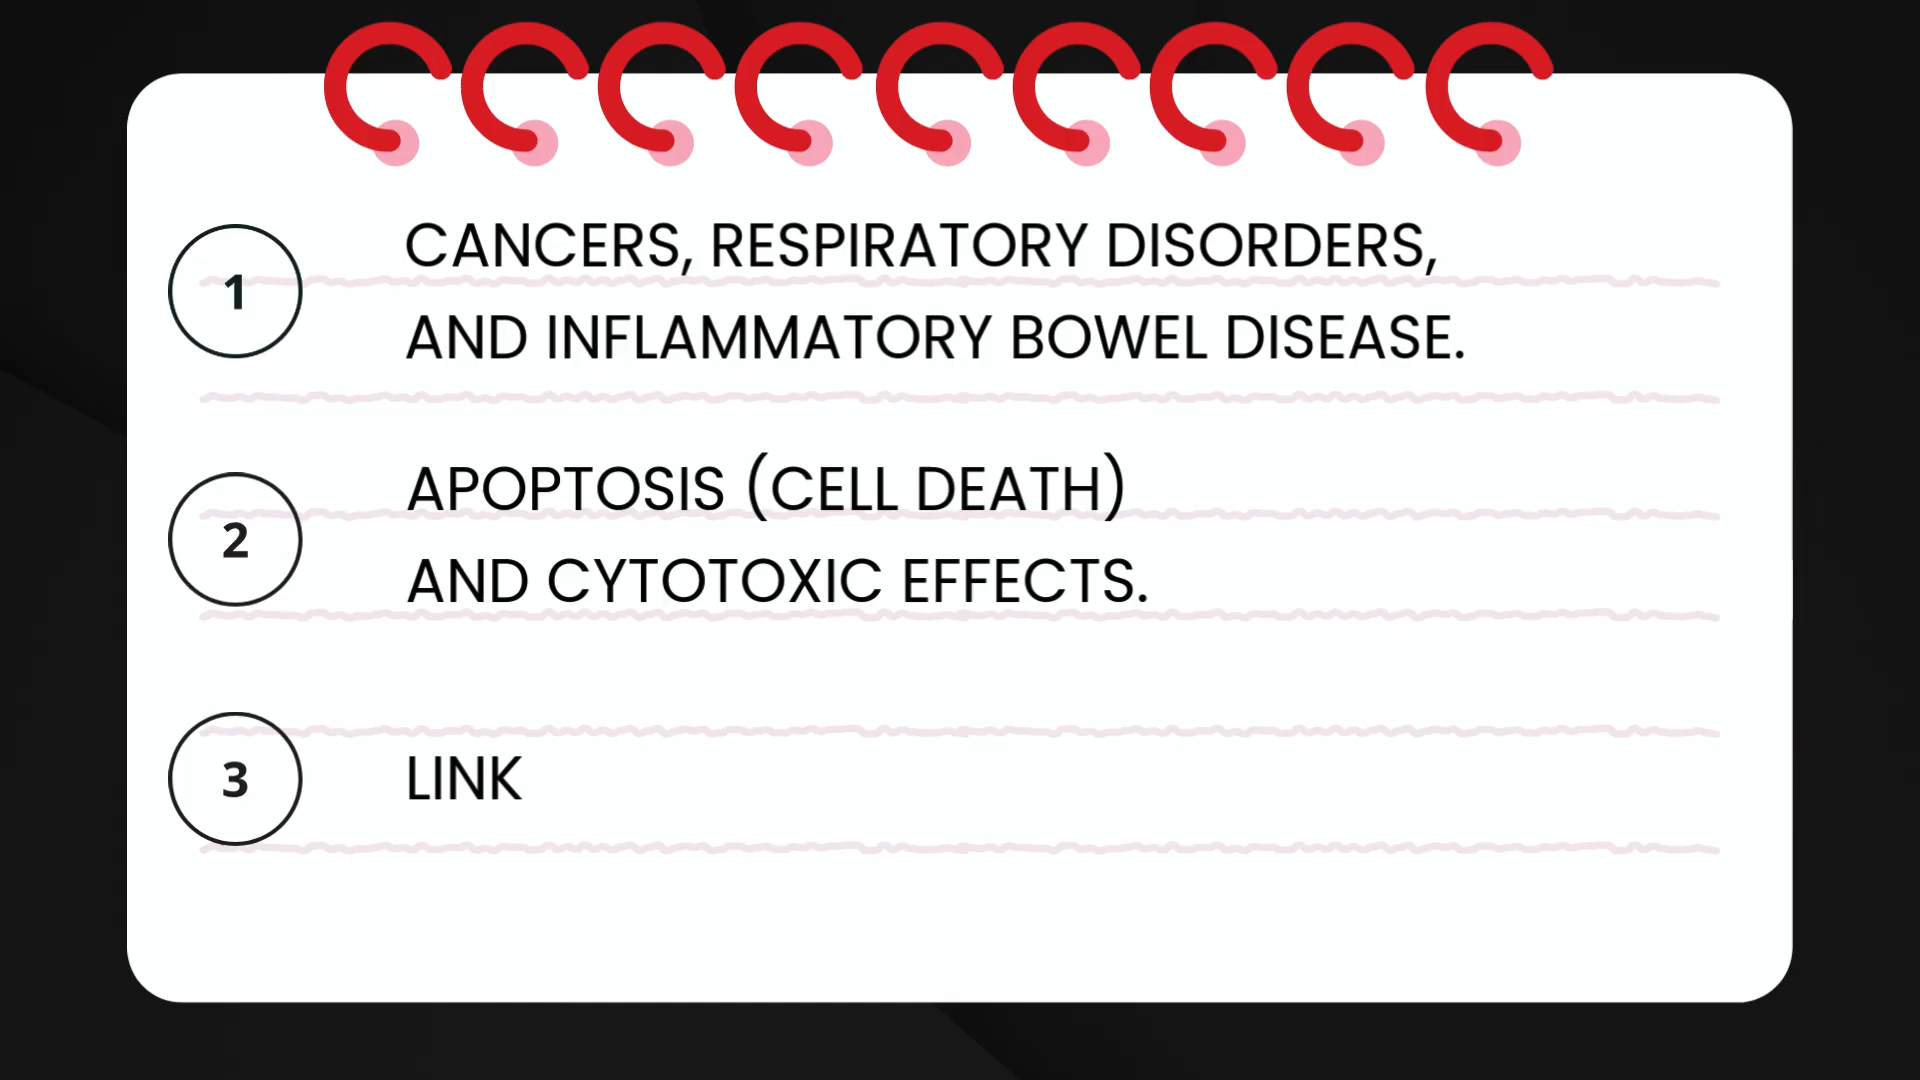 1
CANCERS, RESPIRATORY DISORDERS,
AND INFLAMMATORY BOWEL DISEASE.
2
APOPTOSIS (CELL DEATH)
AND CYTOTOXIC EFFECTS.
3
LINK